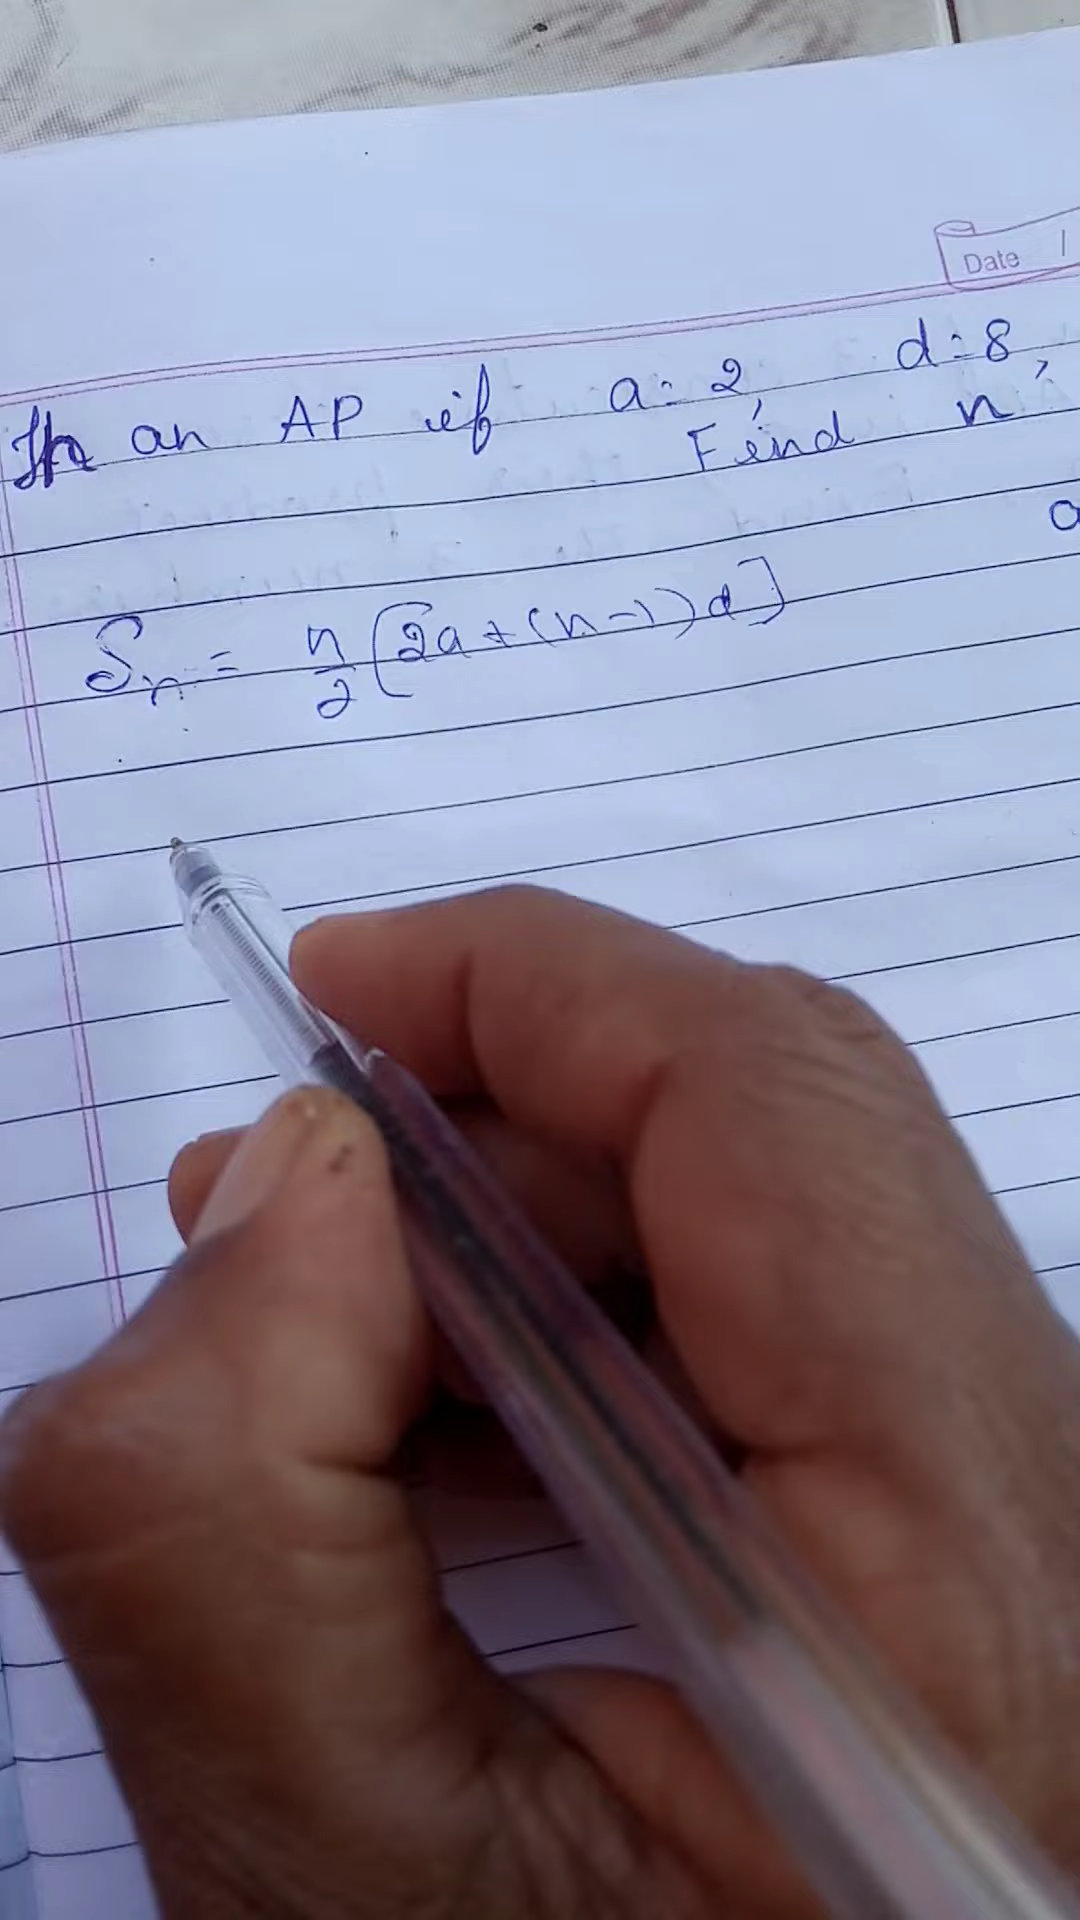 Date /
In an AP if a = 2, d = 8,
Find n
a
Sn = n/2 [2a + (n-1)d]